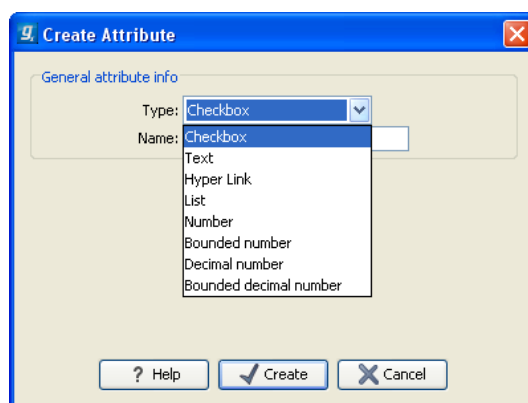 g.
Create Attribute
General attribute info
Type: Checkbox
Name:
Checkbox
Text
Hyper Link
List
Number
Bounded number
Decimal number
Bounded decimal number
? Help Create Cancel